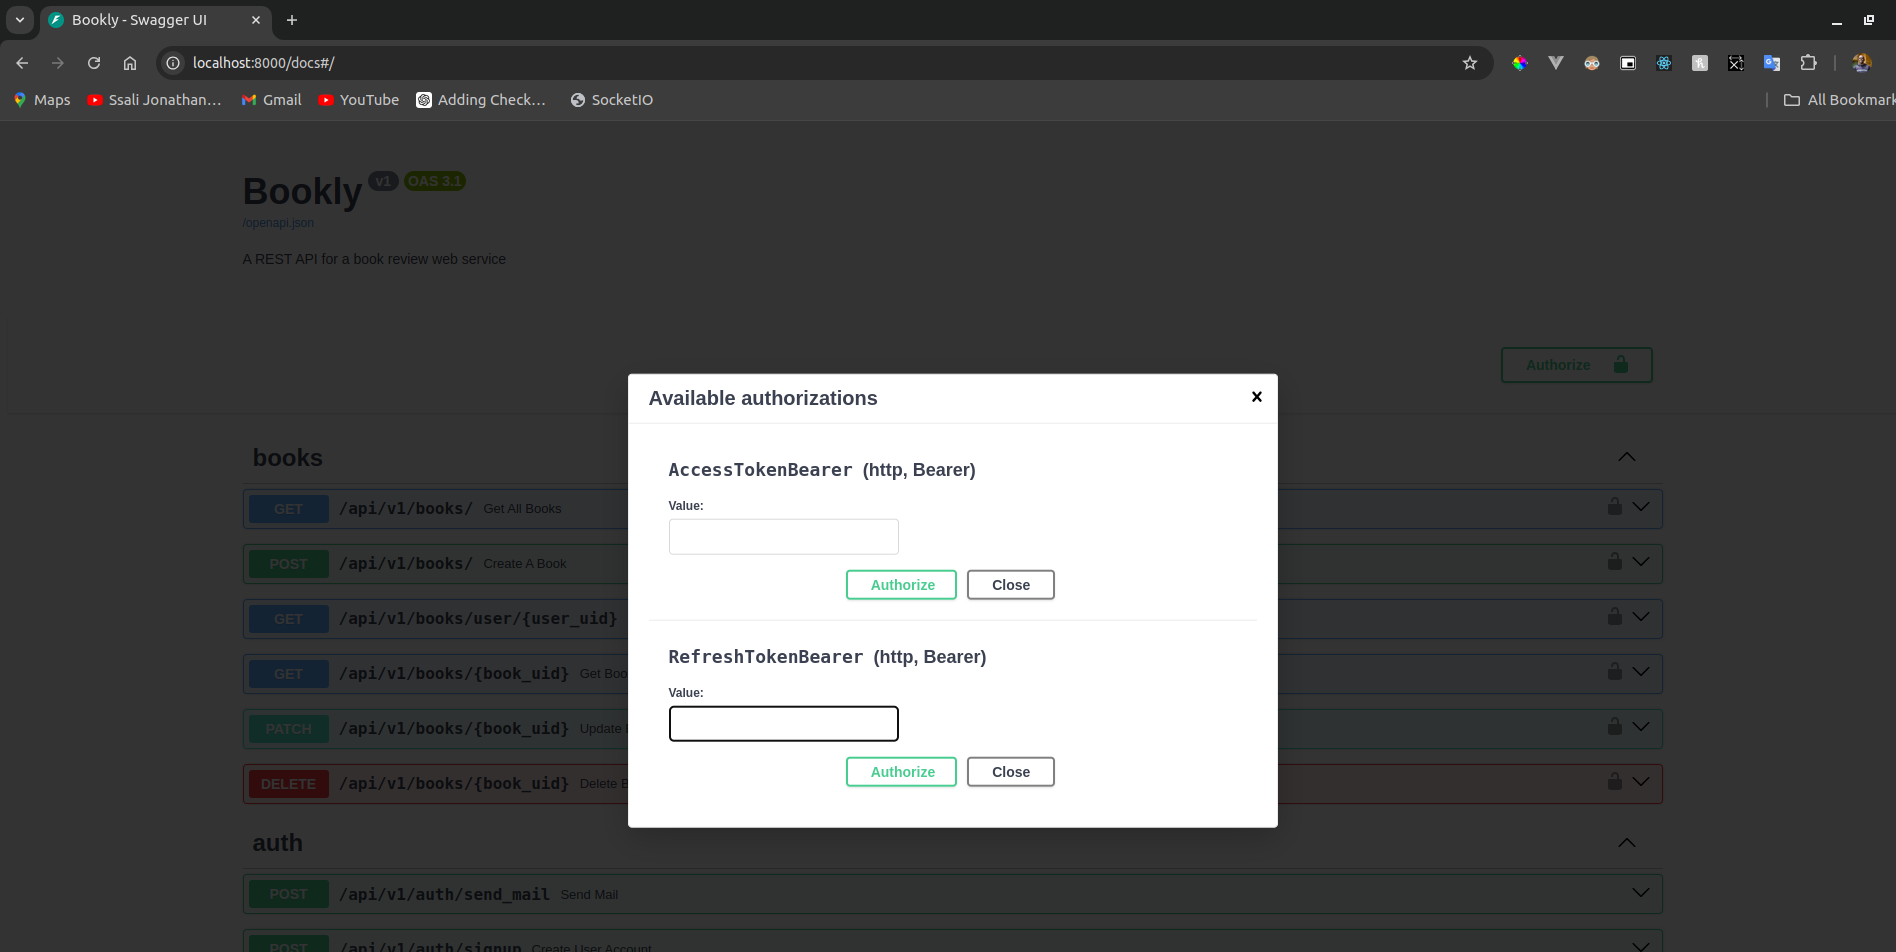 Bookly - Swagger UI
localhost:8000/docs#/
Maps
Ssali Jonathan...
Gmail
YouTube
Adding Check...
SocketIO
All Bookmark
Bookly v1 OAS 3.1
/openapi.json
A REST API for a book review web service
Authorize
Available authorizations
AccessTokenBearer (http, Bearer)
Value:
Authorize Close
RefreshTokenBearer (http, Bearer)
Value:
Authorize Close
books
GET /api/v1/books/ Get All Books
POST /api/v1/books/ Create A Book
GET /api/v1/books/user/{user_uid}
GET /api/v1/books/{book_uid} Get Boo
PATCH /api/v1/books/{book_uid} Update
DELETE /api/v1/books/{book_uid} Delete B
auth
POST /api/v1/auth/send_mail Send Mail
POST /api/v1/auth/signup Create User Account